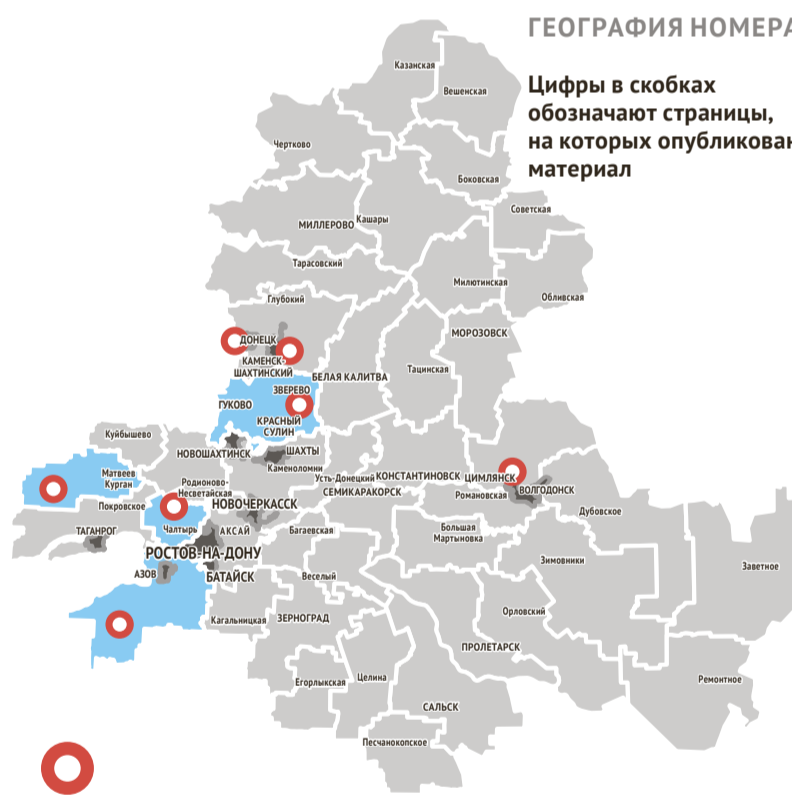 ГЕОГРАФИЯ НОМЕРА
Цифры в скобках
обозначают страницы,
на которых опубликован
материал
Казанская
Вешенская
Чертково
Боковская
Советская
МИЛЛЕРОВО
Кашары
Тарасовский
Милютинская
Обливская
Глубокий
МОРОЗОВСК
ДОНЕЦК
КАМЕНСК-
ШАХТИНСКИЙ
БЕЛАЯ КАЛИТВА
Тацинская
ЗВЕРЕВО
ГУКОВО
КРАСНЫЙ
СУЛИН
Куйбышево
НОВОШАХТИНСК
ШАХТЫ
Каменоломни
Матвеев
Курган
Родионово-
Несветайская
Усть-Донецкий
КОНСТАНТИНОВСК
ЦИМЛЯНСК
СЕМИКАРАКОРСК
Романовская
ВОЛГОДОНСК
Покровское
НОВОЧЕРКАССК
Дубовское
ТАГАНРОГ
Чалтырь
АКСАЙ
Багаевская
Большая
Мартыновка
РОСТОВ-НА-ДОНУ
Зимовники
Заветное
АЗОВ
БАТАЙСК
Веселый
Орловский
Кагальницкая
ЗЕРНОГРАД
ПРОЛЕТАРСК
Егорлыкская
Целина
Ремонтное
САЛЬСК
Песчанокопское